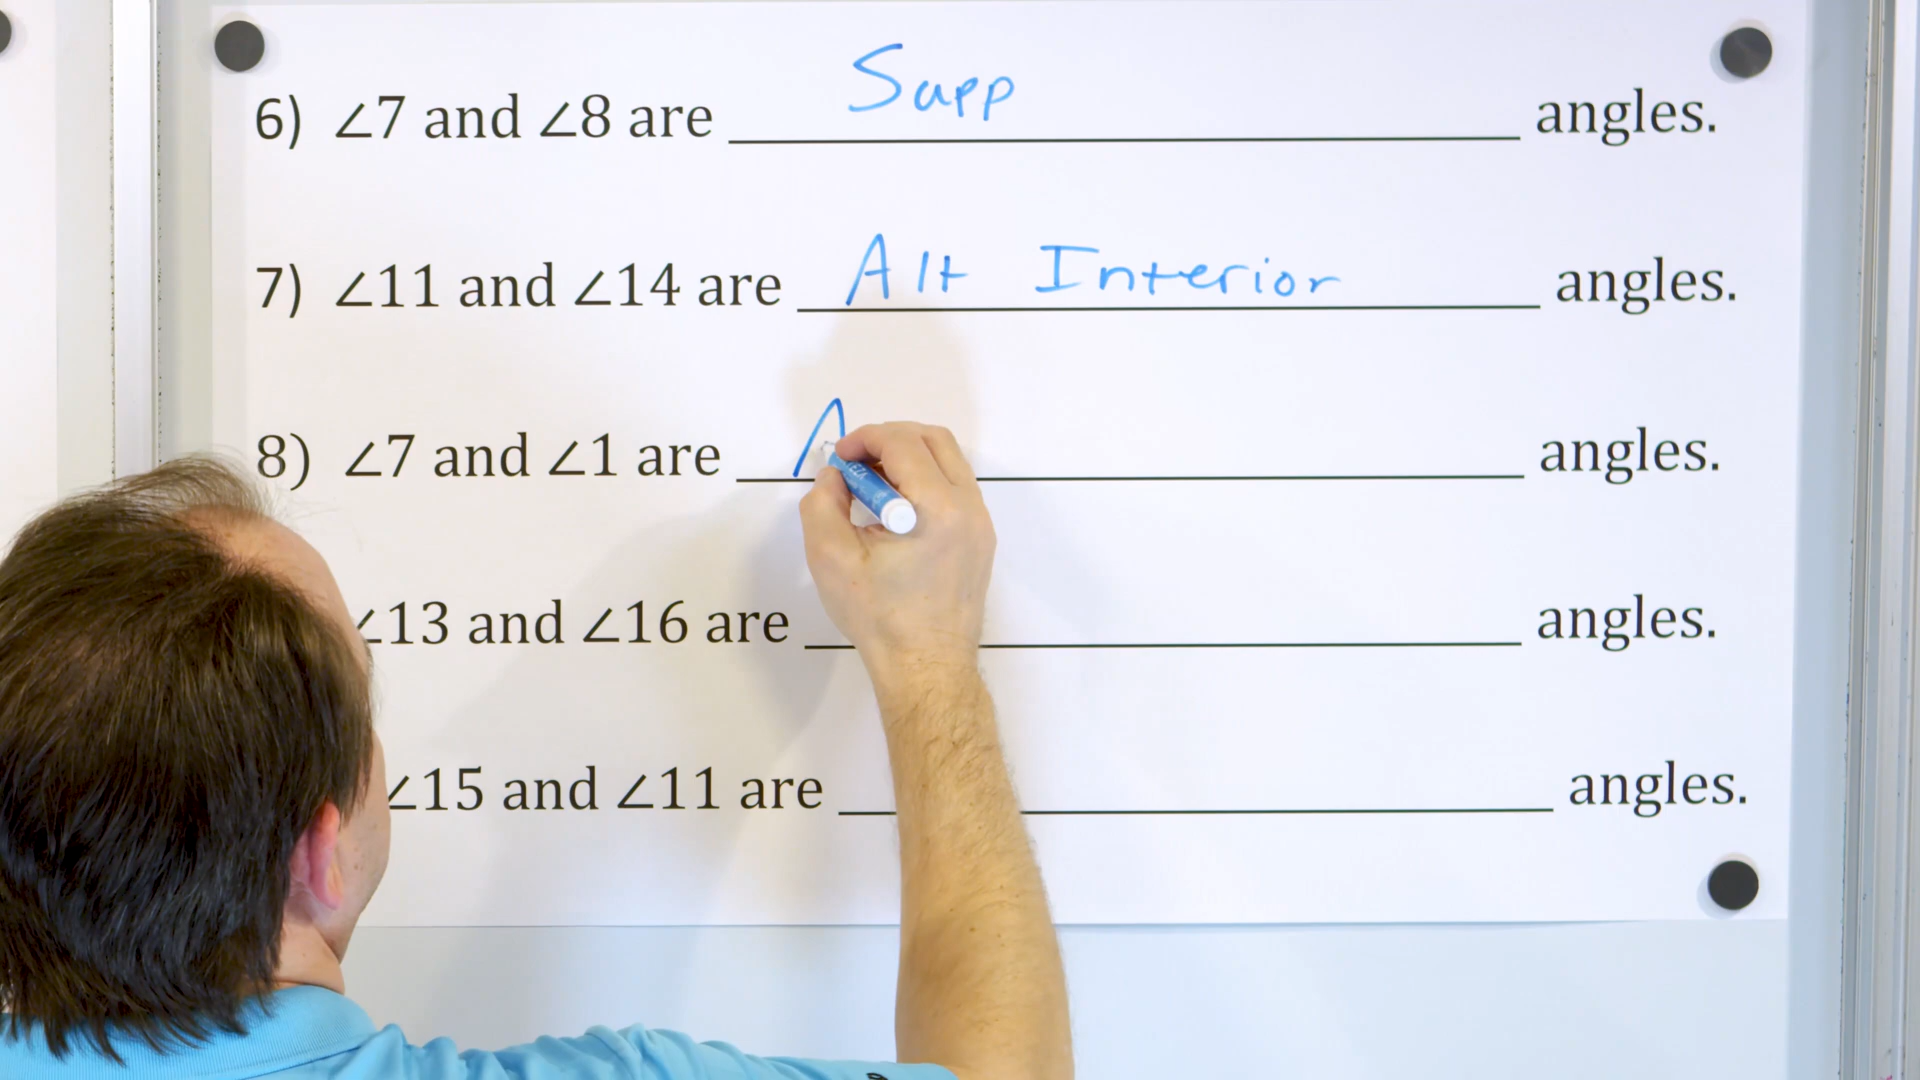 6) ∠7 and ∠8 are Supp angles.
7) ∠11 and ∠14 are Alt Interior angles.
8) ∠7 and ∠1 are A angles.
∠13 and ∠16 are angles.
∠15 and ∠11 are angles.